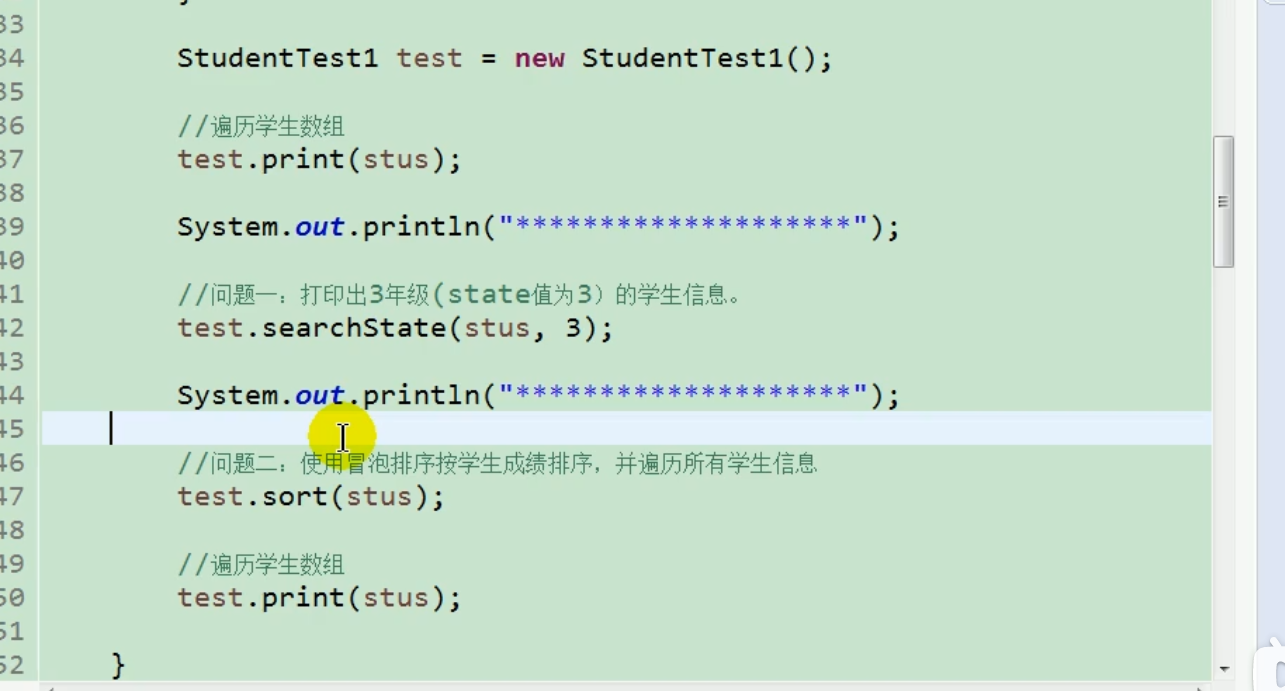 33
34 StudentTest1 test = new StudentTest1();
35
36 //遍历学生数组
37 test.print(stus);
38
39 System.out.println("********************");
40
41 //问题一：打印出3年级(state值为3）的学生信息。
42 test.searchState(stus, 3);
43
44 System.out.println("********************");
45
46 //问题二：使用冒泡排序按学生成绩排序，并遍历所有学生信息
47 test.sort(stus);
48
49 //遍历学生数组
50 test.print(stus);
51
52 }